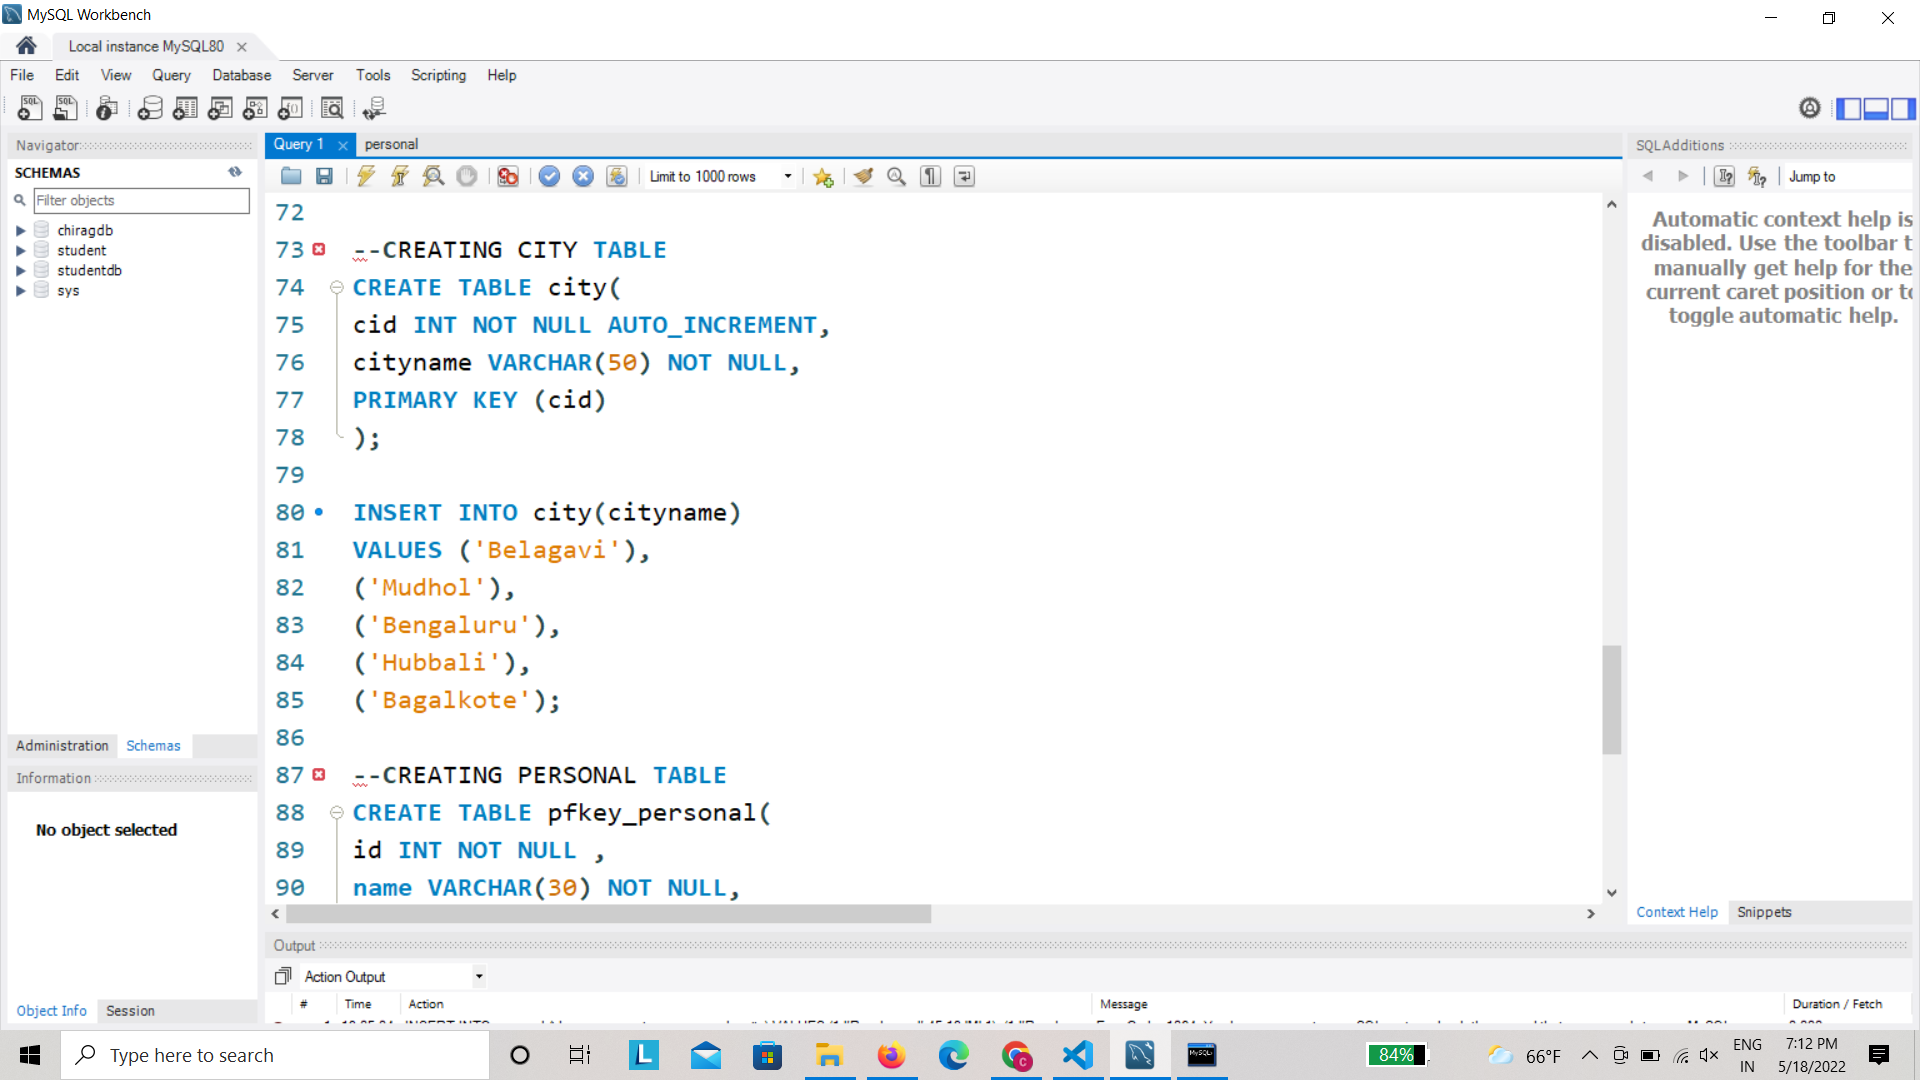 MySQL Workbench
Local instance MySQL80
File Edit View Query Database Server Tools Scripting Help
Navigator
SCHEMAS
Filter objects
chiragdb
student
studentdb
sys
Administration Schemas
Information
No object selected
Object Info Session
Query 1 personal
Limit to 1000 rows
72
73 --CREATING CITY TABLE
74 CREATE TABLE city(
75 cid INT NOT NULL AUTO_INCREMENT,
76 cityname VARCHAR(50) NOT NULL,
77 PRIMARY KEY (cid)
78 );
79
80 INSERT INTO city(cityname)
81 VALUES ('Belagavi'),
82 ('Mudhol'),
83 ('Bengaluru'),
84 ('Hubbali'),
85 ('Bagalkote');
86
87 --CREATING PERSONAL TABLE
88 CREATE TABLE pfkey_personal(
89 id INT NOT NULL ,
90 name VARCHAR(30) NOT NULL,
SQLAdditions
Jump to
Automatic context help is
disabled. Use the toolbar t
manually get help for the
current caret position or to
toggle automatic help.
Context Help Snippets
Output
Action Output
# Time Action Message Duration / Fetch
Type here to search
84%
66°F
ENG
IN
7:12 PM
5/18/2022